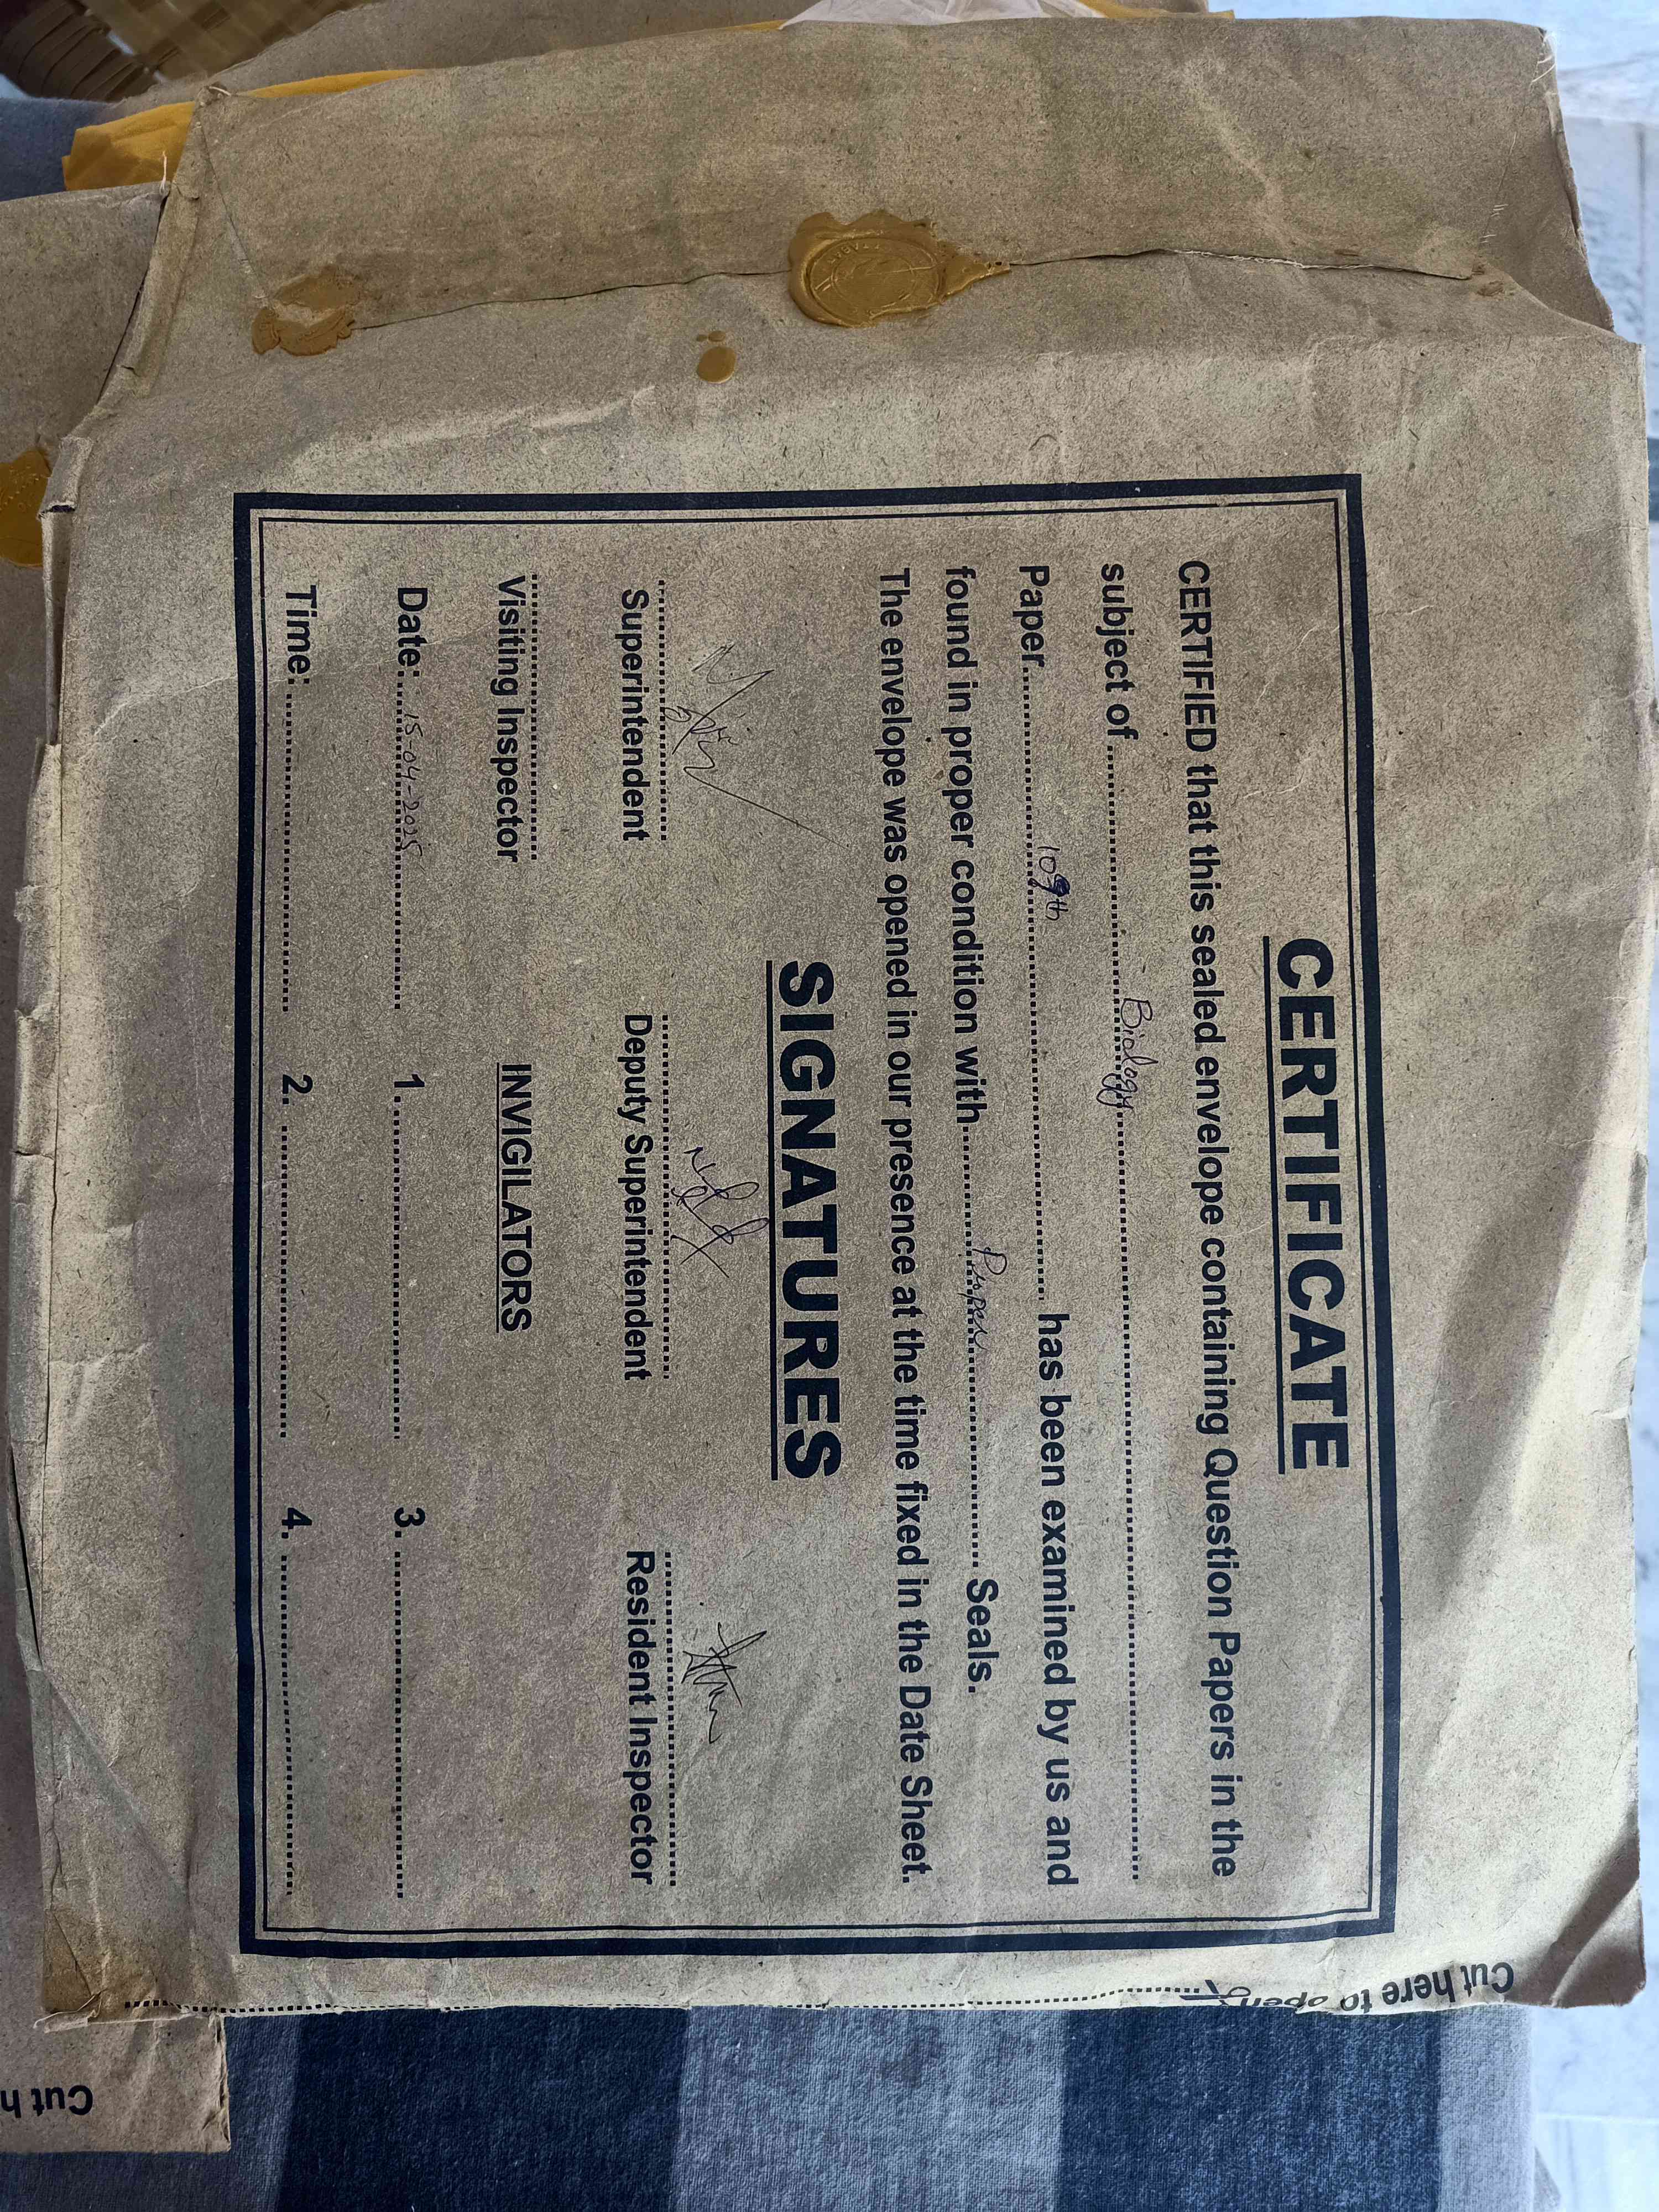 CERTIFICATE
CERTIFIED that this sealed envelope containing Question Papers in the
subject of Biology
Paper has been examined by us and
found in proper condition with Proper Seals.
The envelope was opened in our presence at the time fixed in the Date Sheet.
SIGNATURES
Superintendent Deputy Superintendent Resident Inspector
Visiting Inspector INVIGILATORS
Date: 15-04-2025 1. 3.
Time: 2. 4.
Cut here to open
Cut h